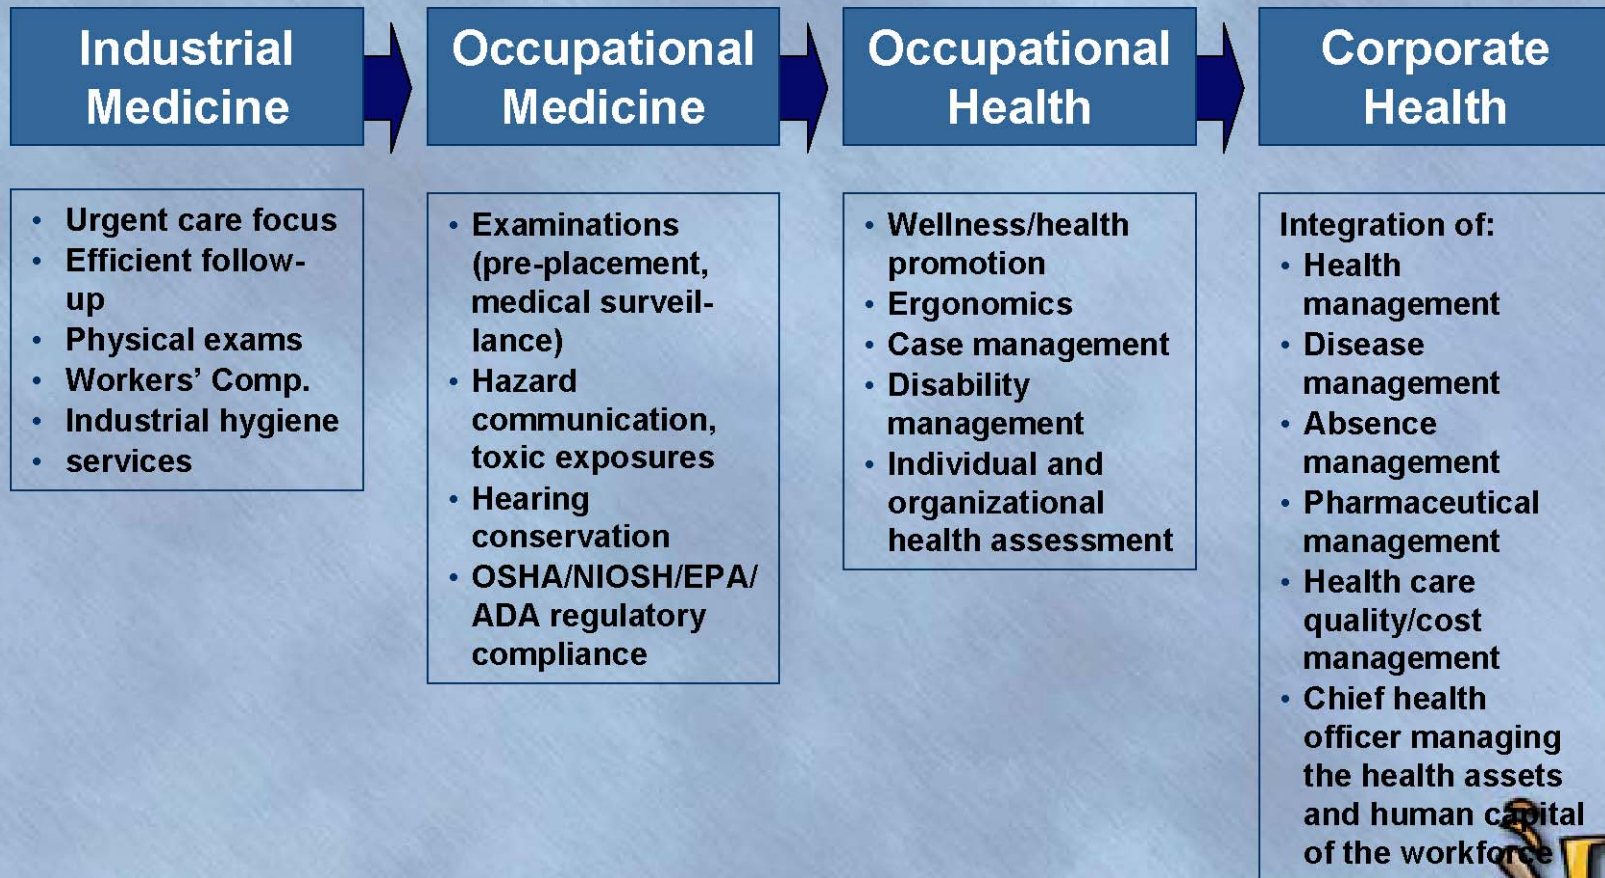 Industrial
Medicine
Occupational
Medicine
Occupational
Health
Corporate
Health
• Urgent care focus
• Efficient follow-
up
• Physical exams
• Workers' Comp.
• Industrial hygiene
• services
• Examinations
(pre-placement,
medical surveil-
lance)
• Hazard
communication,
toxic exposures
• Hearing
conservation
• OSHA/NIOSH/EPA/
ADA regulatory
compliance
• Wellness/health
promotion
• Ergonomics
• Case management
• Disability
management
• Individual and
organizational
health assessment
Integration of:
• Health
management
• Disease
management
• Absence
management
• Pharmaceutical
management
• Health care
quality/cost
management
• Chief health
officer managing
the health assets
and human capital
of the workforce